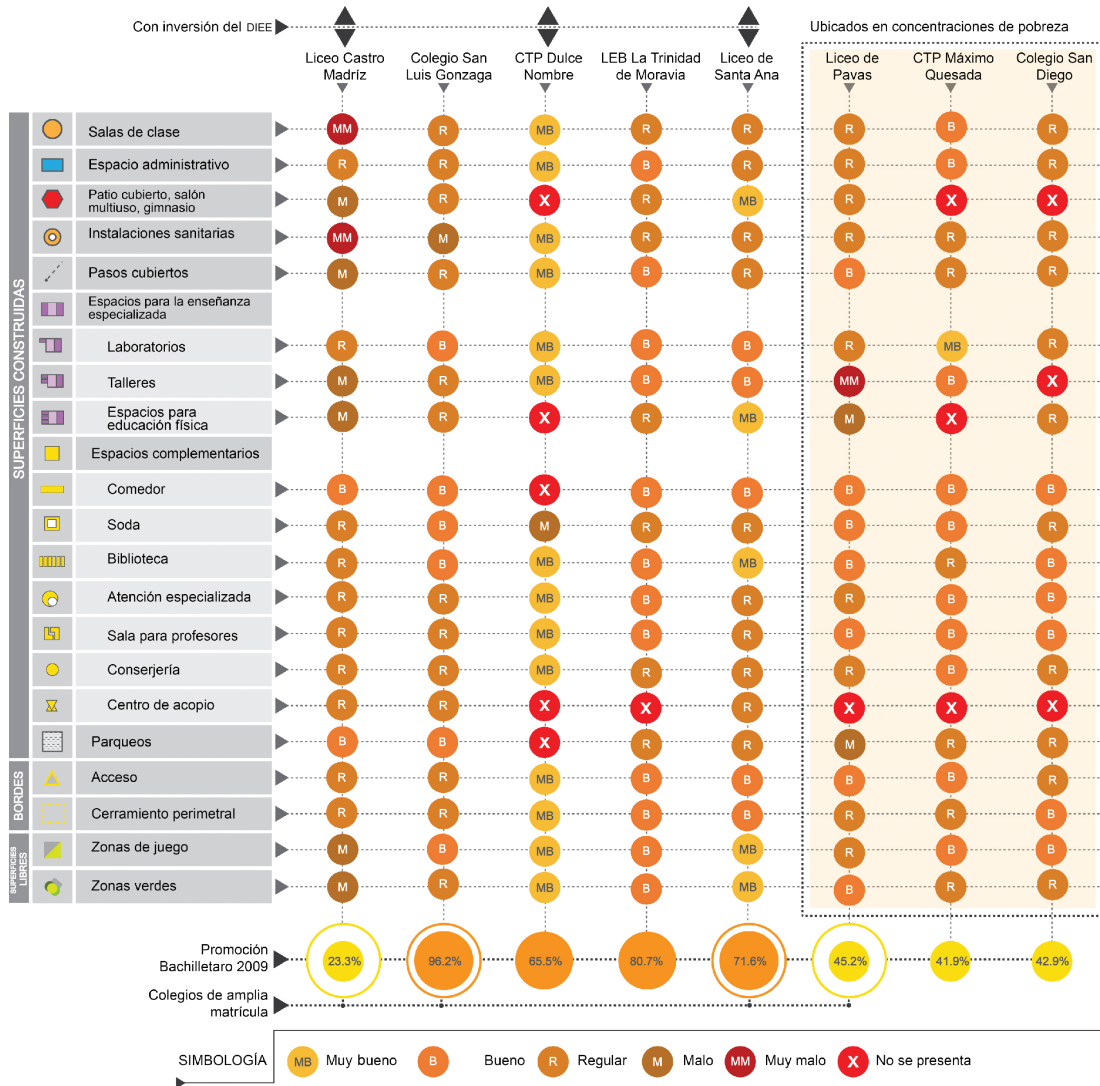 Con inversión del DIEE
Ubicados en concentraciones de pobreza
Liceo Castro Madríz
Colegio San Luis Gonzaga
CTP Dulce Nombre
LEB La Trinidad de Moravia
Liceo de Santa Ana
Liceo de Pavas
CTP Máximo Quesada
Colegio San Diego
SUPERFICIES CONSTRUIDAS
Salas de clase MM R MB R R R B R
Espacio administrativo R R MB B R R B R
Patio cubierto, salón multiuso, gimnasio M R X R MB R X X
Instalaciones sanitarias MM M MB R R R R R
Pasos cubiertos M R MB B R B R R
Espacios para la enseñanza especializada
Laboratorios R B MB B B R MB R
Talleres M R MB B B MM B X
Espacios para educación física M R X R MB M X R
Espacios complementarios
Comedor B B X B B B B B
Soda R B M R R B B R
Biblioteca R B MB B MB B R B
Atención especializada R R MB B R R B B
Sala para profesores R R MB B R B B B
Conserjería R R MB R R R B R
Centro de acopio R R X X R X X X
Parqueos B B X R R M R R
BORDES
Acceso R R MB B B B B R
Cerramiento perimetral R R MB B B R R B
SUPERFICIES LIBRES
Zonas de juego M B MB B MB R B B
Zonas verdes M R MB B MB B R R
Promoción Bachilletaro 2009 23.3% 96.2% 65.5% 80.7% 71.6% 45.2% 41.9% 42.9%
Colegios de amplia matrícula
SIMBOLOGÍA MB Muy bueno B Bueno R Regular M Malo MM Muy malo X No se presenta